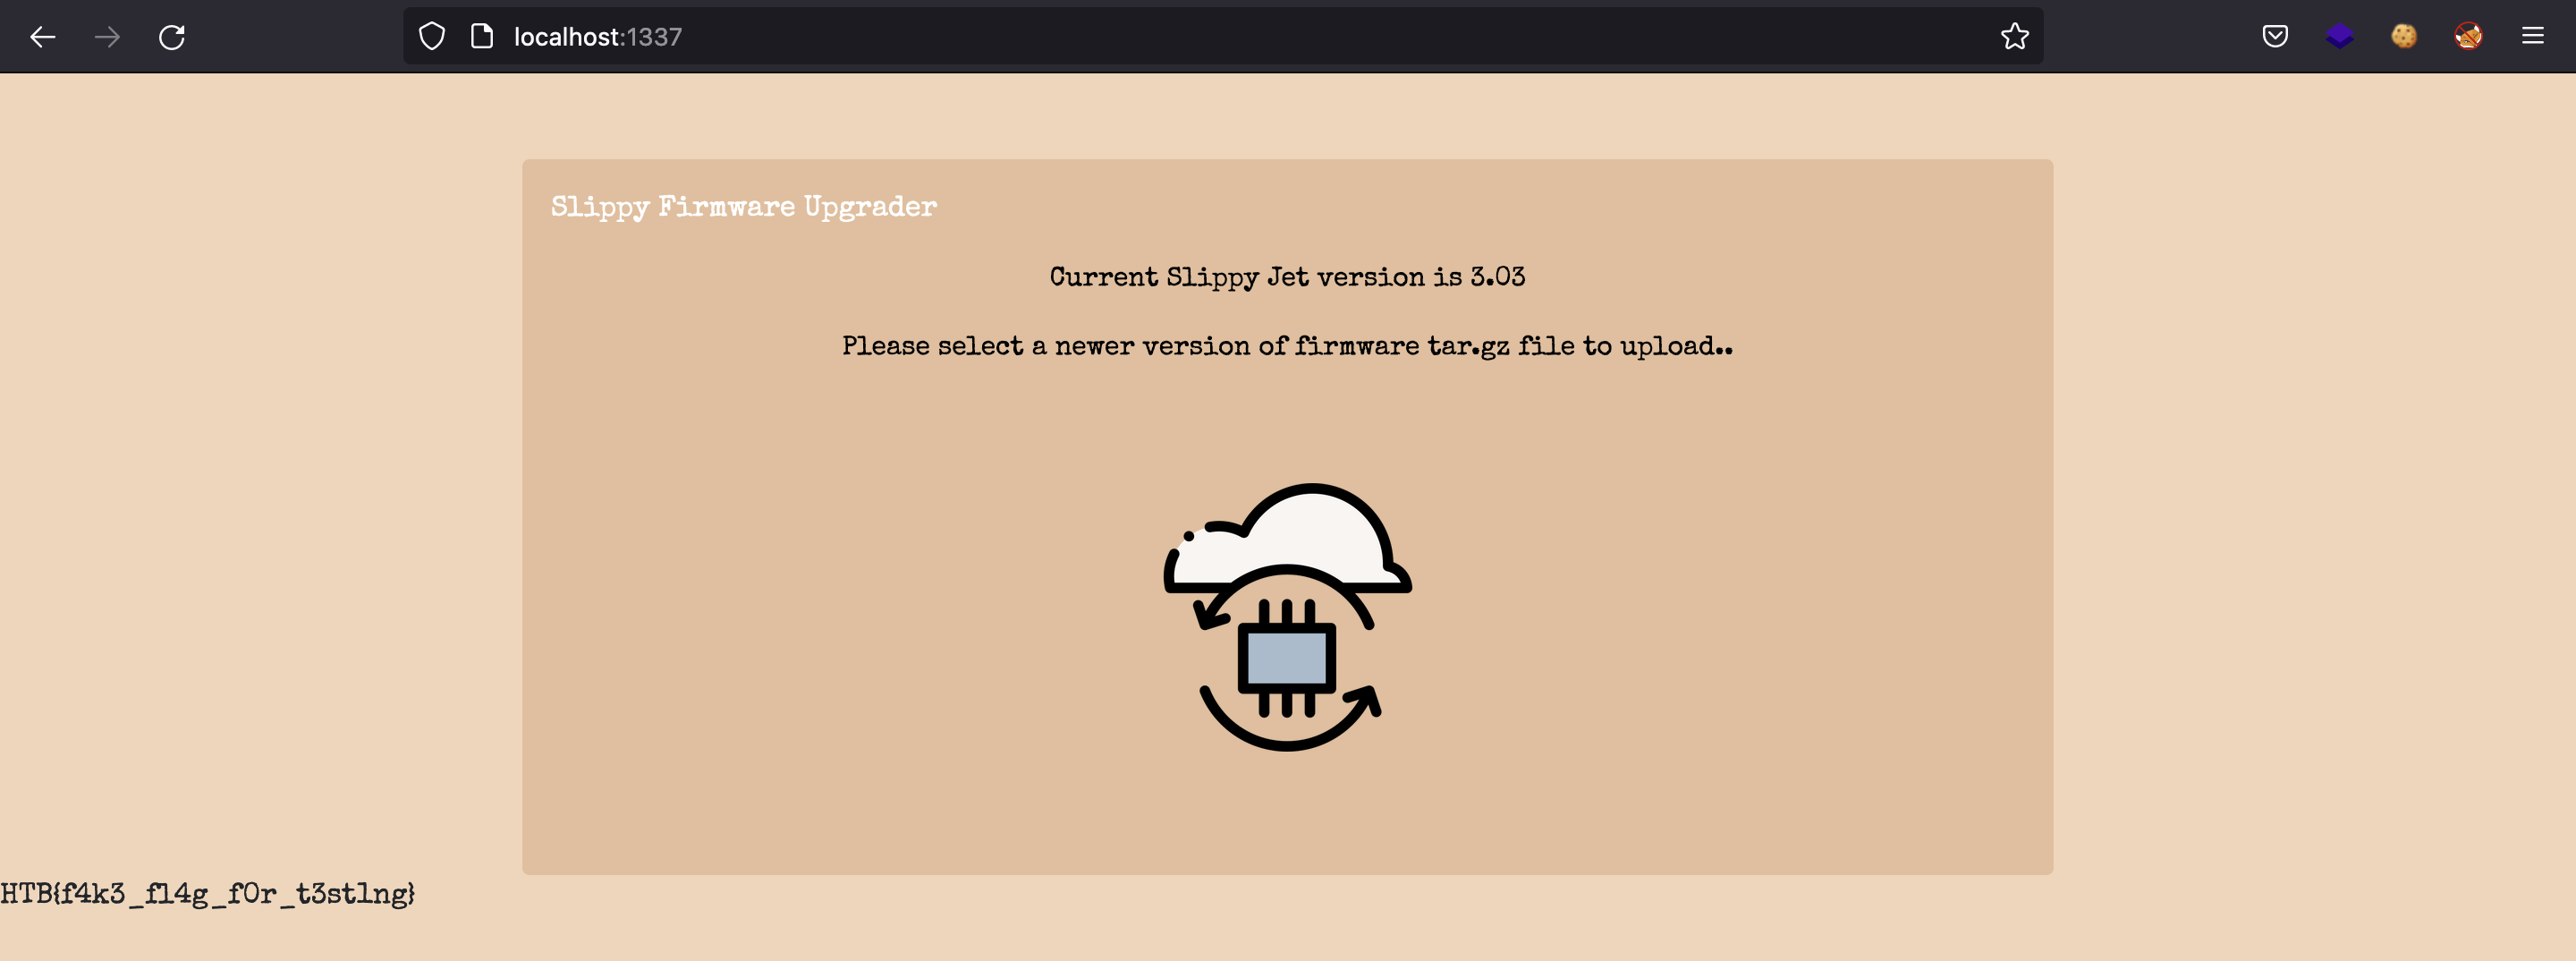 localhost:1337
Slippy Firmware Upgrader
Current Slippy Jet version is 3.03
Please select a newer version of firmware tar.gz file to upload..
HTB{f4k3_fl4g_f0r_t3st1ng}